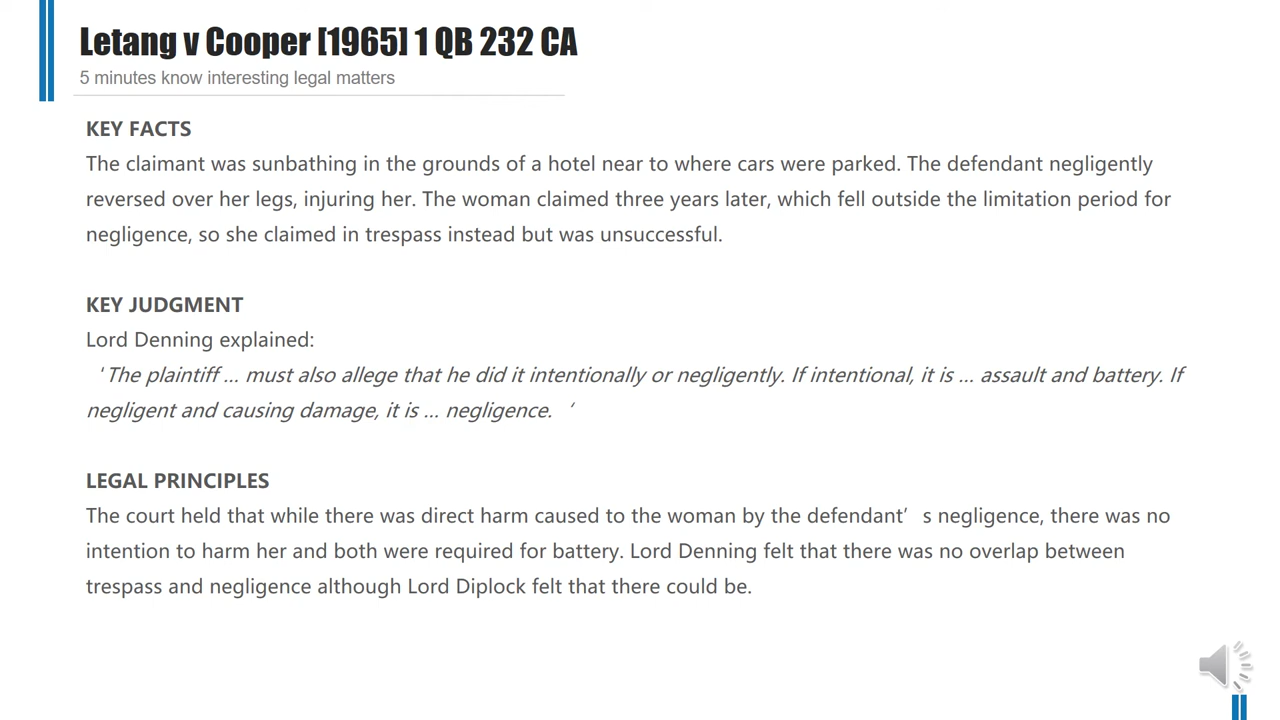 Letang v Cooper [1965] 1 QB 232 CA
5 minutes know interesting legal matters
KEY FACTS
The claimant was sunbathing in the grounds of a hotel near to where cars were parked. The defendant negligently
reversed over her legs, injuring her. The woman claimed three years later, which fell outside the limitation period for
negligence, so she claimed in trespass instead but was unsuccessful.
KEY JUDGMENT
Lord Denning explained:
'The plaintiff ... must also allege that he did it intentionally or negligently. If intentional, it is ... assault and battery. If
negligent and causing damage, it is ... negligence. ‘
LEGAL PRINCIPLES
The court held that while there was direct harm caused to the woman by the defendant’ s negligence, there was no
intention to harm her and both were required for battery. Lord Denning felt that there was no overlap between
trespass and negligence although Lord Diplock felt that there could be.